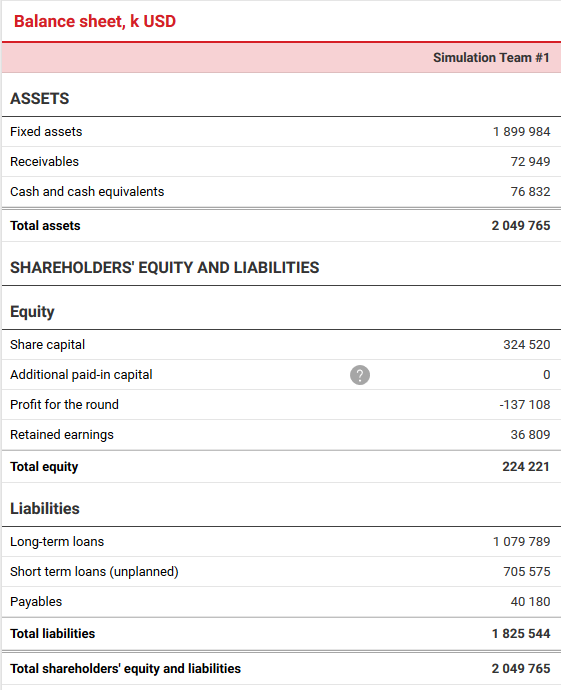 Balance sheet, k USD
Simulation Team #1
ASSETS
Fixed assets 1 899 984
Receivables 72 949
Cash and cash equivalents 76 832
Total assets 2 049 765
SHAREHOLDERS' EQUITY AND LIABILITIES
Equity
Share capital 324 520
Additional paid-in capital ? 0
Profit for the round -137 108
Retained earnings 36 809
Total equity 224 221
Liabilities
Long-term loans 1 079 789
Short term loans (unplanned) 705 575
Payables 40 180
Total liabilities 1 825 544
Total shareholders' equity and liabilities 2 049 765